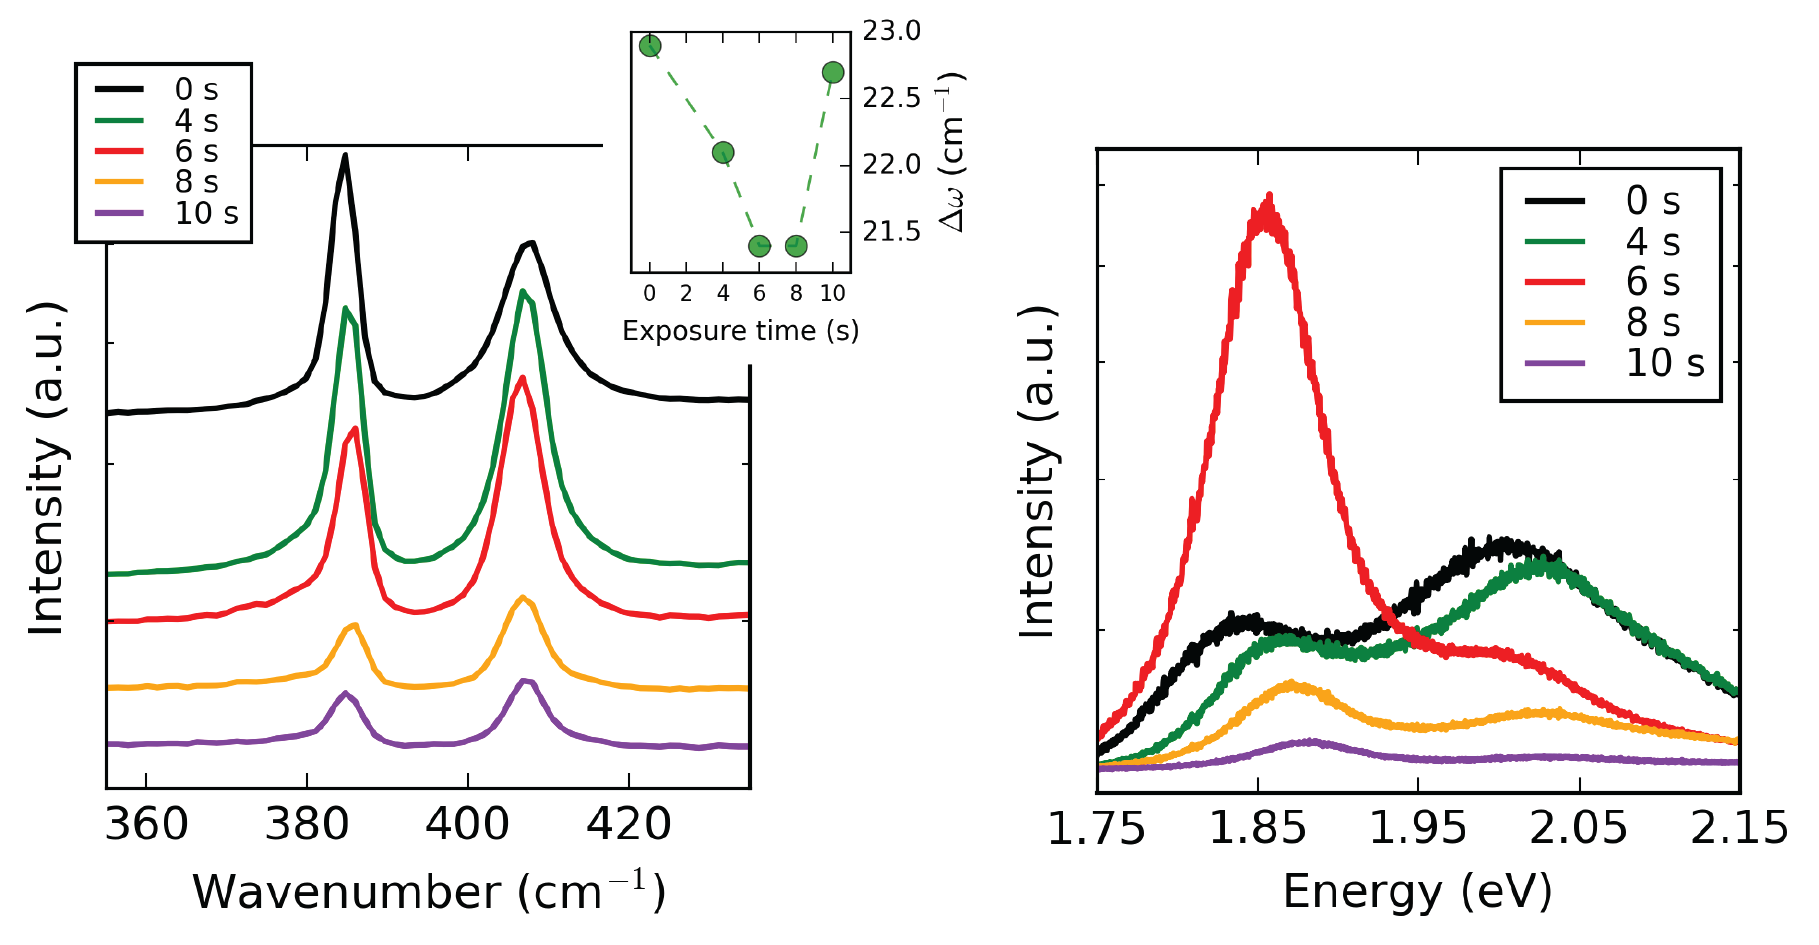 0 s
4 s
6 s
8 s
10 s
Intensity (a.u.)
360 380 400 420
Wavenumber (cm⁻¹)
23.0
22.5
22.0
21.5
Δω (cm⁻¹)
0 2 4 6 8 10
Exposure time (s)
0 s
4 s
6 s
8 s
10 s
Intensity (a.u.)
1.75 1.85 1.95 2.05 2.15
Energy (eV)